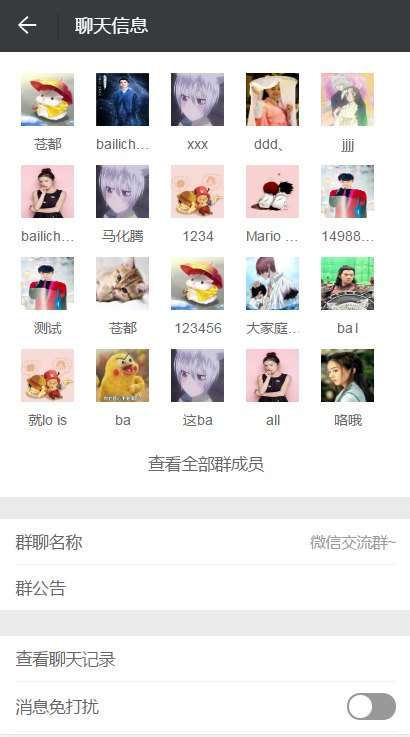 聊天信息
苍都 bailich... xxx ddd、 jjjj
bailich... 马化腾 1234 Mario ... 14988...
测试 苍都 123456 大家庭... ba1
就lo is ba 这ba all 咯哦
查看全部群成员
群聊名称 微信交流群~
群公告
查看聊天记录
消息免打扰